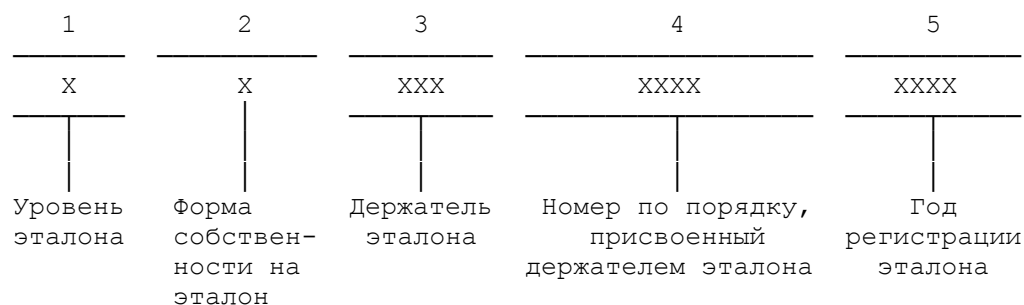 1 2 3 4 5
X X XXX XXXX XXXX
Уровень Форма Держатель Номер по порядку, Год
эталона собствен- эталона присвоенный регистрации
ности на держателем эталона эталона
эталон